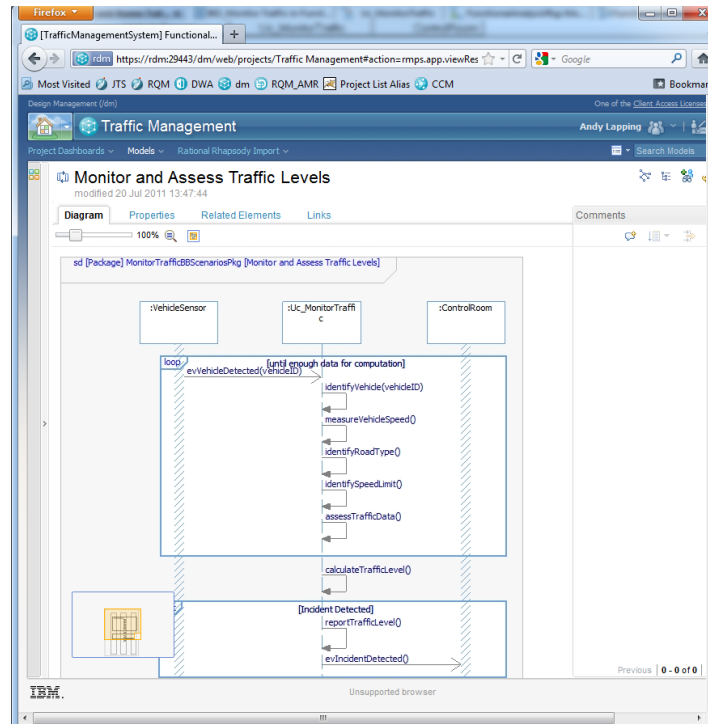 Firefox
[TrafficManagementSystem] Functional...
rdm https://rdm:29443/dm/web/projects/Traffic Management#action=rmps.app.viewRes
Google
Most Visited JTS RQM DWA dm RQM_AMR Project List Alias CCM
Bookmar
Design Management (/dm)
One of the Client Access Licenses
Traffic Management
Andy Lapping
Project Dashboards Models Rational Rhapsody Import
Search Models
Monitor and Assess Traffic Levels
modified 20 Jul 2011 13:47:44
Diagram Properties Related Elements Links
Comments
100%
sd [Package] MonitorTrafficBBScenariosPkg [Monitor and Assess Traffic Levels]
:VehicleSensor
:Uc_MonitorTraffi
c
:ControlRoom
loop
[until enough data for computation]
evVehicleDetected(vehicleID)
identifyVehicle(vehicleID)
measureVehicleSpeed()
identifyRoadType()
identifySpeedLimit()
assessTrafficData()
calculateTrafficLevel()
[Incident Detected]
reportTrafficLevel()
evIncidentDetected()
Previous 0 - 0 of 0
IBM.
Unsupported browser